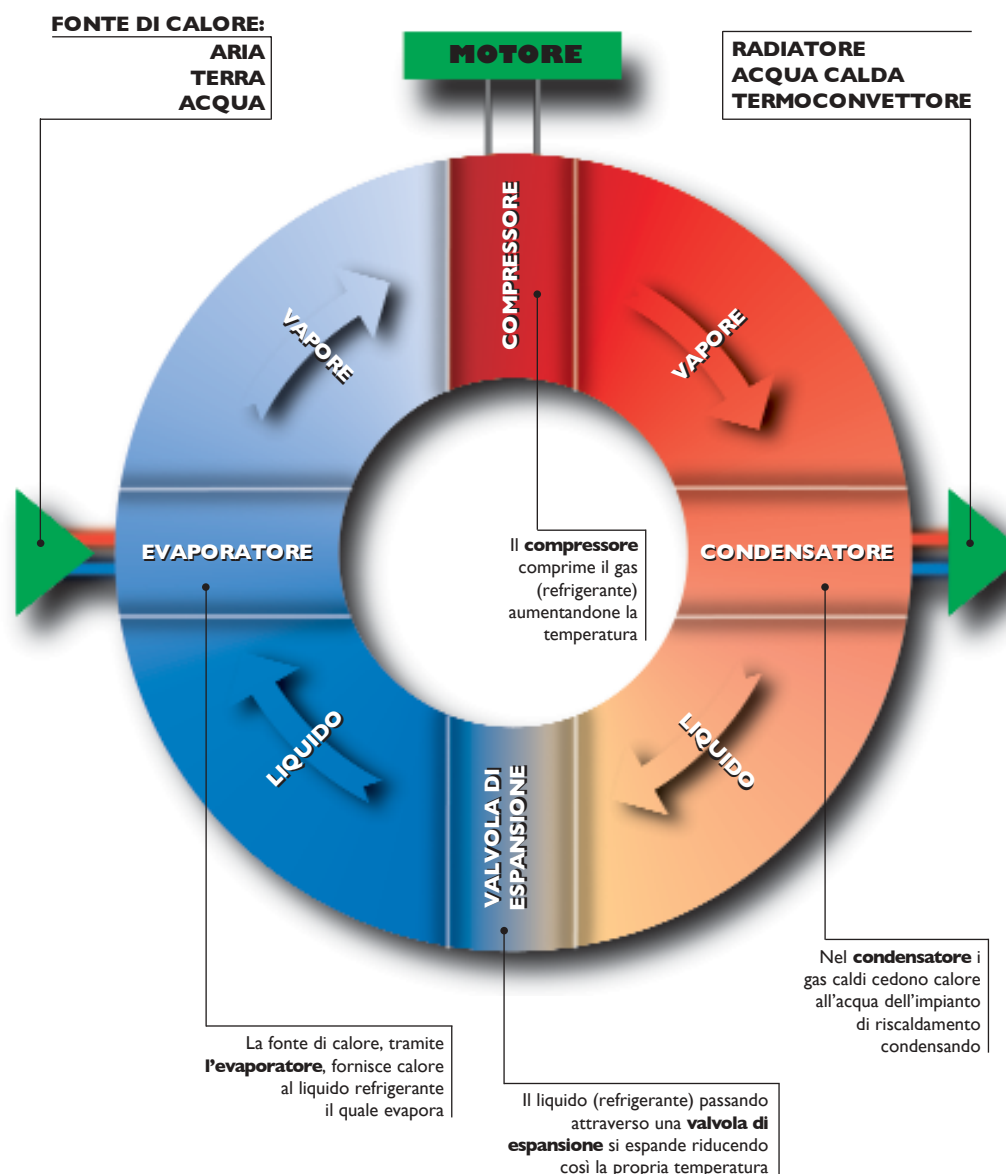 FONTE DI CALORE:
ARIA
TERRA
ACQUA
MOTORE
RADIATORE
ACQUA CALDA
TERMOCONVETTORE
COMPRESSORE
VAPORE
VAPORE
EVAPORATORE
Il compressore
comprime il gas
(refrigerante)
aumentandone la
temperatura
CONDENSATORE
LIQUIDO
VALVOLA DI
ESPANSIONE
LIQUIDO
Nel condensatore i
gas caldi cedono calore
all'acqua dell'impianto
di riscaldamento
condensando
La fonte di calore, tramite
l'evaporatore, fornisce calore
al liquido refrigerante
il quale evapora
Il liquido (refrigerante) passando
attraverso una valvola di
espansione si espande riducendo
così la propria temperatura